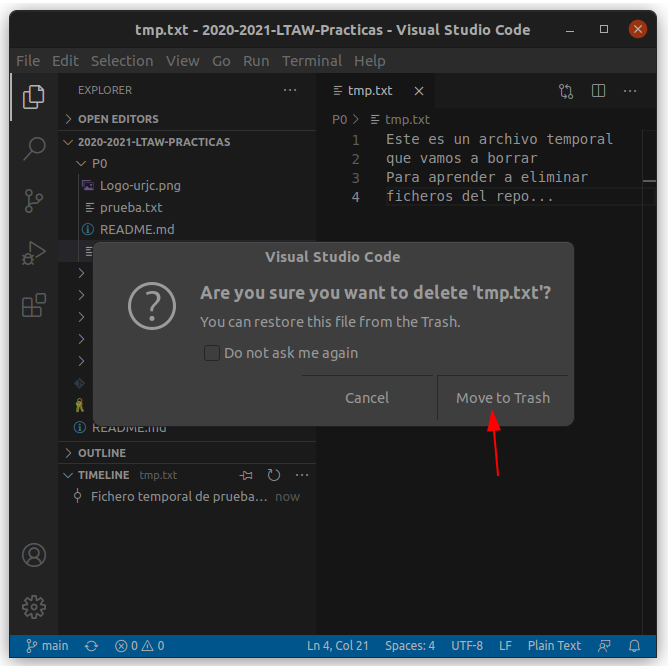 tmp.txt - 2020-2021-LTAW-Practicas - Visual Studio Code
File Edit Selection View Go Run Terminal Help
EXPLORER
OPEN EDITORS
2020-2021-LTAW-PRACTICAS
P0
Logo-urjc.png
prueba.txt
README.md
README.md
OUTLINE
TIMELINE tmp.txt
Fichero temporal de prueba... now
tmp.txt
P0 > tmp.txt
1 Este es un archivo temporal
2 que vamos a borrar
3 Para aprender a eliminar
4 ficheros del repo...
Visual Studio Code
Are you sure you want to delete 'tmp.txt'?
You can restore this file from the Trash.
Do not ask me again
Cancel
Move to Trash
main 0 0 Ln 4, Col 21 Spaces: 4 UTF-8 LF Plain Text